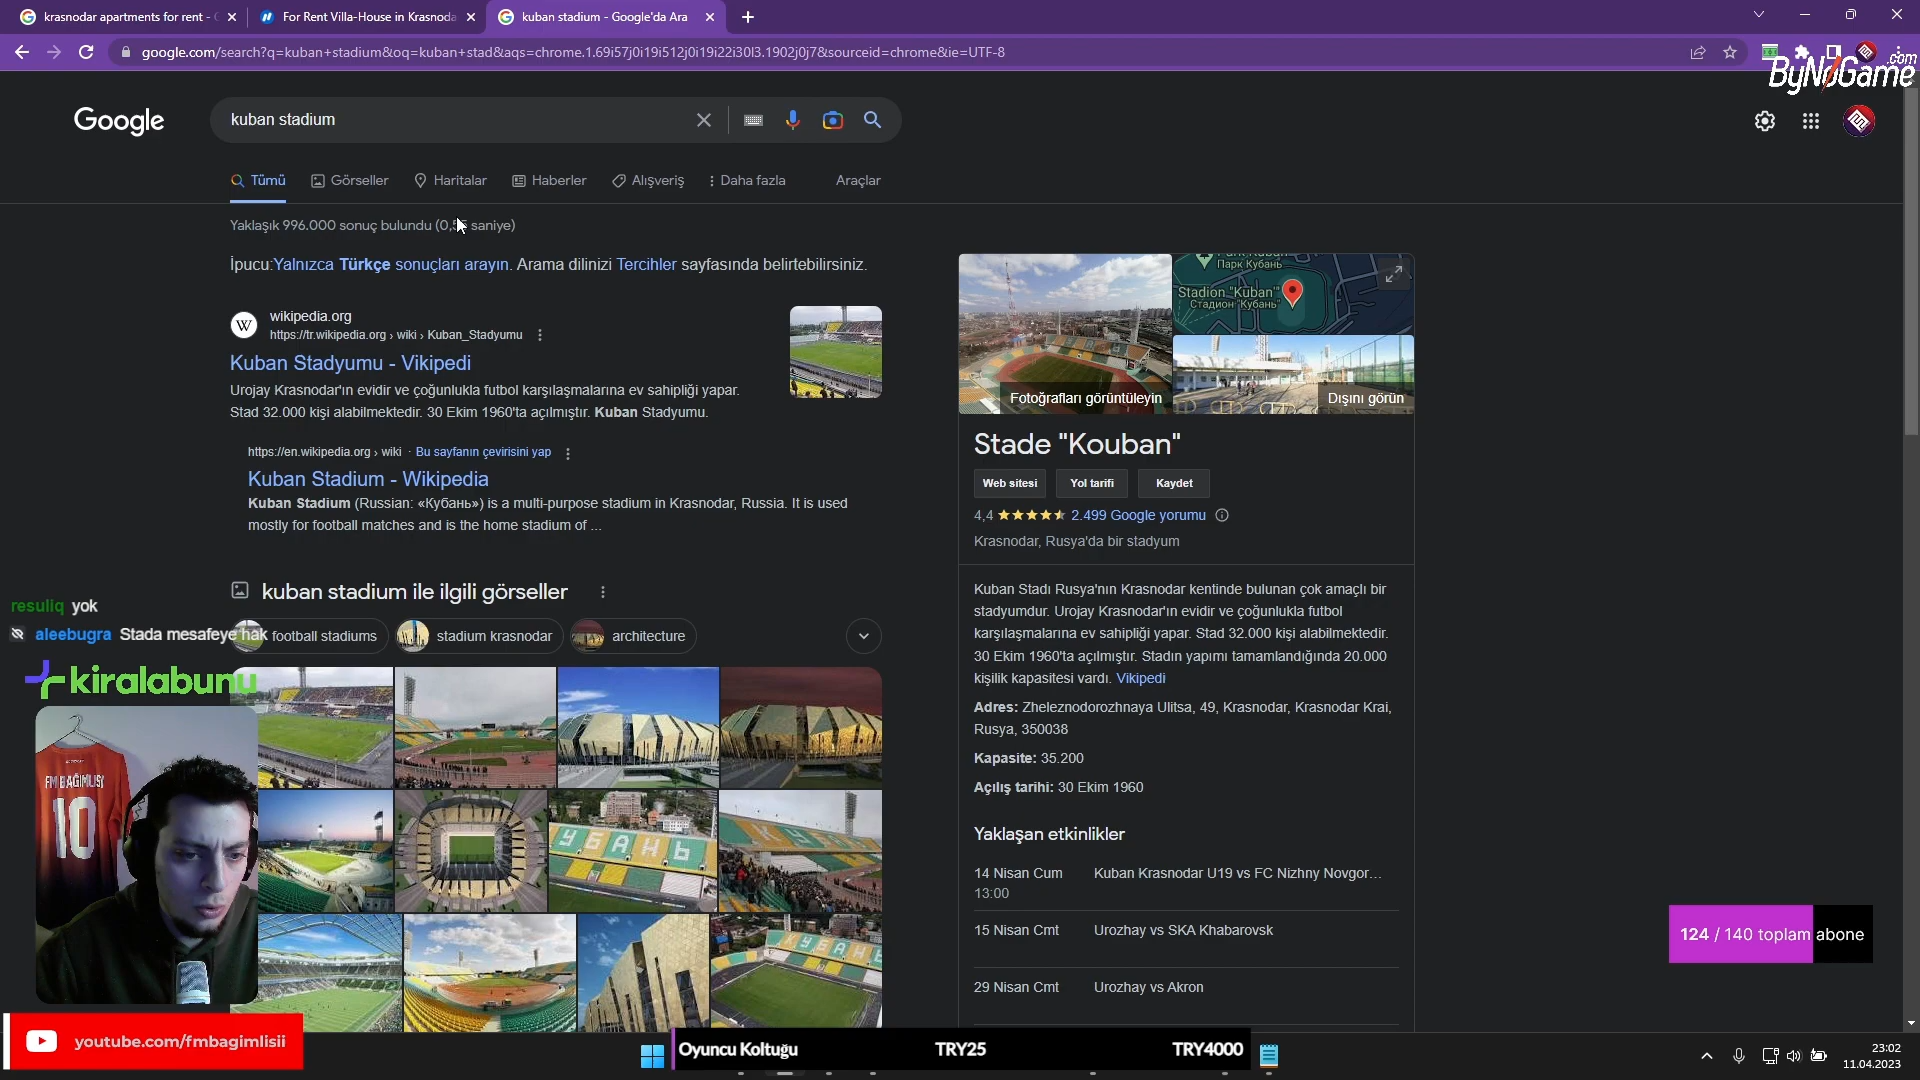 krasnodar apartments for rent - G
For Rent Villa-House in Krasnoda
kuban stadium - Google'da Ara
google.com/search?q=kuban+stadium&oq=kuban+stad&aqs=chrome.1.69i57j0i19i512j0i19i22i30l3.1902j0j7&sourceid=chrome&ie=UTF-8
ByNoGame.com
Google
kuban stadium
Tümü
Görseller
Haritalar
Haberler
Alışveriş
Daha fazla
Araçlar
Yaklaşık 996.000 sonuç bulundu (0, saniye)
İpucu:Yalnızca Türkçe sonuçları arayın. Arama dilinizi Tercihler sayfasında belirtebilirsiniz.
W
wikipedia.org
https://tr.wikipedia.org › wiki › Kuban_Stadyumu
Kuban Stadyumu - Vikipedi
Urojay Krasnodar'ın evidir ve çoğunlukla futbol karşılaşmalarına ev sahipliği yapar.
Stad 32.000 kişi alabilmektedir. 30 Ekim 1960'ta açılmıştır. Kuban Stadyumu.
https://en.wikipedia.org › wiki · Bu sayfanın çevirisini yap
Kuban Stadium - Wikipedia
Kuban Stadium (Russian: «Кубань») is a multi-purpose stadium in Krasnodar, Russia. It is used
mostly for football matches and is the home stadium of ...
kuban stadium ile ilgili görseller
football stadiums
stadium krasnodar
architecture
УБАНЬ
КУ
КУБАНЬ
Парк Кубань
Stadion "Kuban"
Стадион "Кубань"
Fotoğrafları görüntüleyin
Dışını görün
Stade "Kouban"
Web sitesi
Yol tarifi
Kaydet
4,4
2.499 Google yorumu
Krasnodar, Rusya'da bir stadyum
Kuban Stadı Rusya'nın Krasnodar kentinde bulunan çok amaçlı bir
stadyumdur. Urojay Krasnodar'ın evidir ve çoğunlukla futbol
karşılaşmalarına ev sahipliği yapar. Stad 32.000 kişi alabilmektedir.
30 Ekim 1960'ta açılmıştır. Stadın yapımı tamamlandığında 20.000
kişilik kapasitesi vardı. Vikipedi
Adres: Zheleznodorozhnaya Ulitsa, 49, Krasnodar, Krasnodar Krai,
Rusya, 350038
Kapasite: 35.200
Açılış tarihi: 30 Ekim 1960
Yaklaşan etkinlikler
14 Nisan Cum
Kuban Krasnodar U19 vs FC Nizhny Novgor...
13:00
15 Nisan Cmt
Urozhay vs SKA Khabarovsk
29 Nisan Cmt
Urozhay vs Akron
resuliq yok
aleebugra Stada mesafeye hak
kiralabunu
FM BAĞIMLISI
10
youtube.com/fmbagimlisii
124 / 140 toplam abone
Oyuncu Koltuğu
TRY25
TRY4000
23:02
11.04.2023